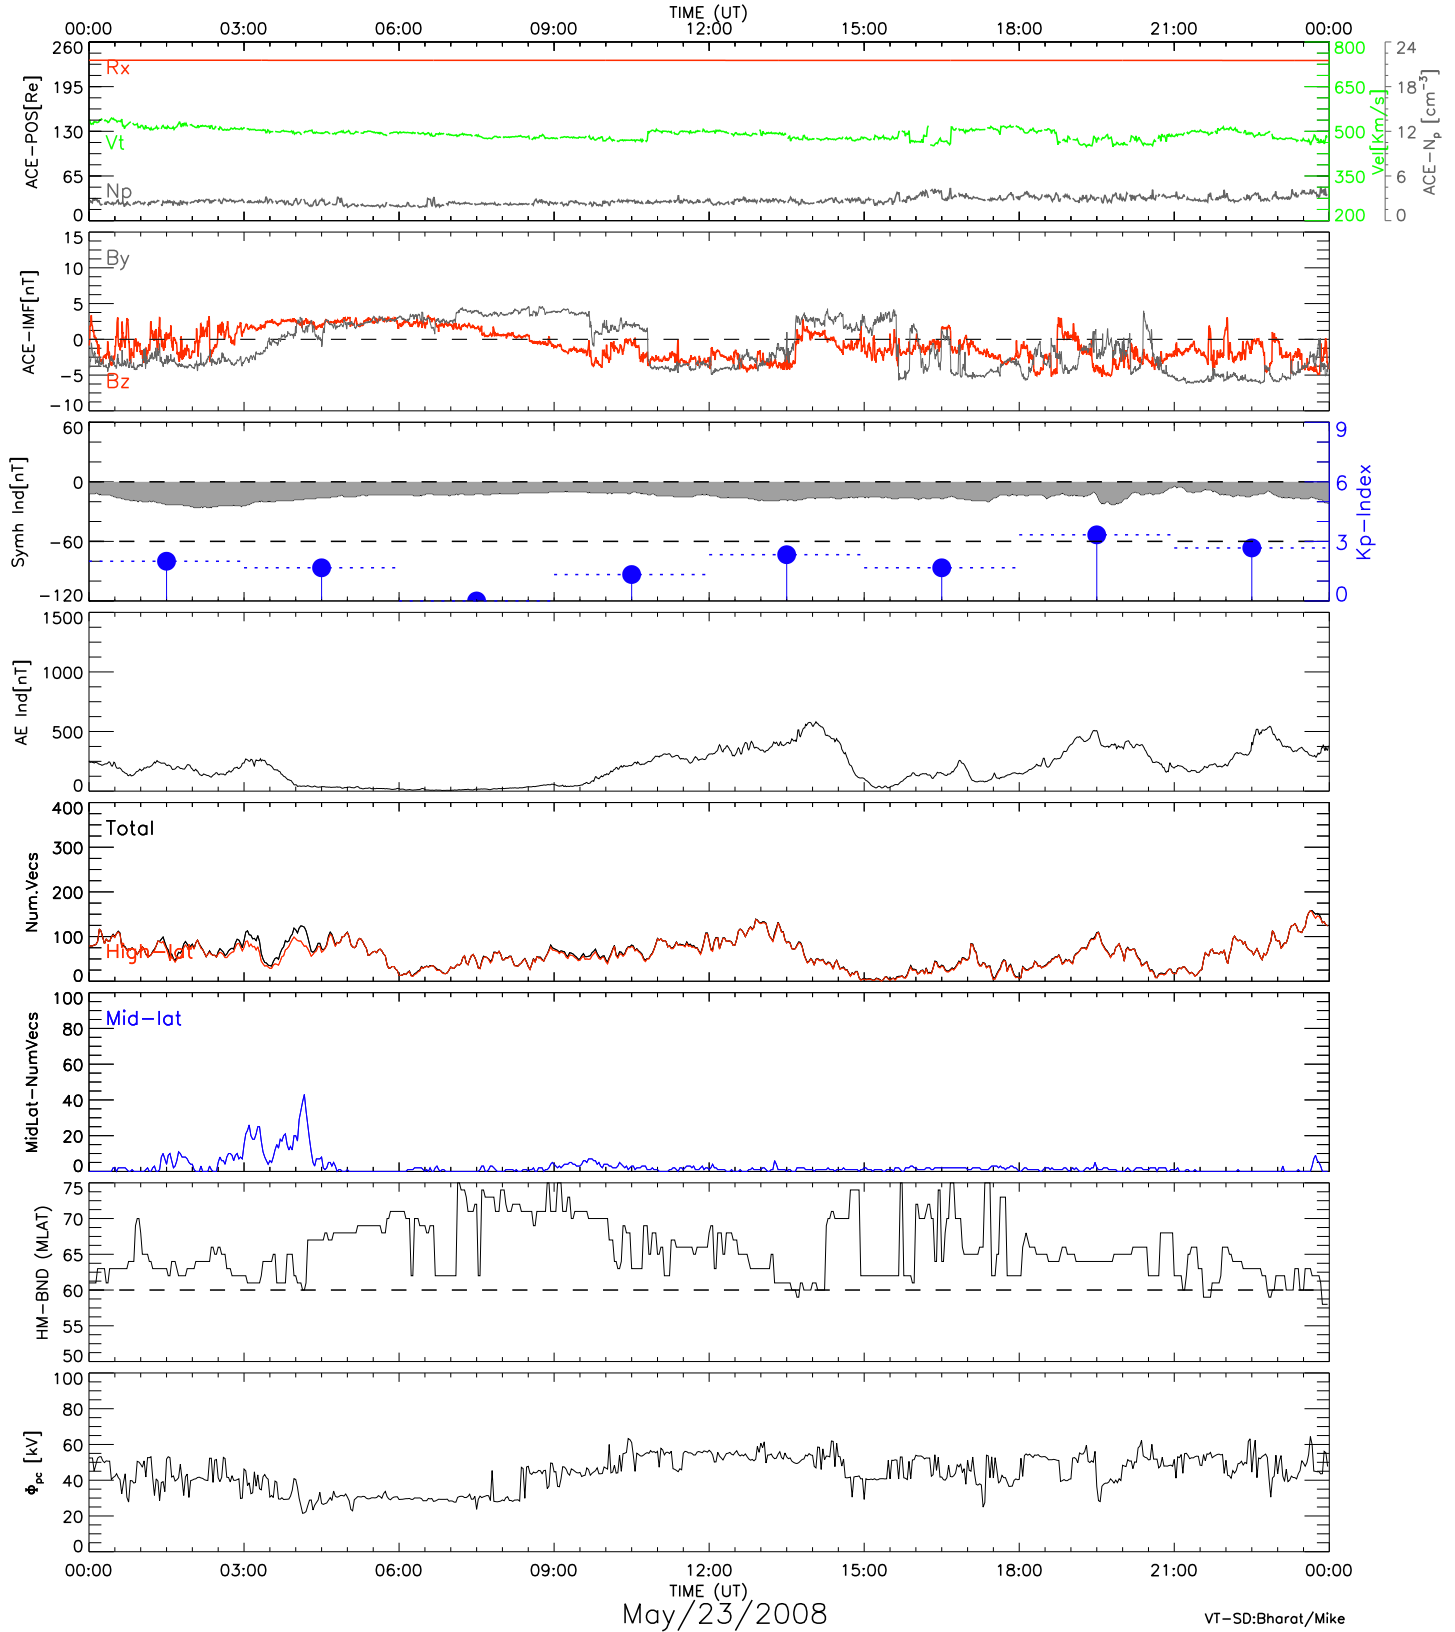 TIME (UT)
00:00 03:00 06:00 09:00 12:00 15:00 18:00 21:00 00:00
ACE-POS[Re]
260
195
130
65
0
Rx
Vt
Np
800
650
500
350
200
Vel[Km/s]
24
18
12
6
0
ACE-Np [cm-3]
ACE-IMF[nT]
15
10
5
0
-5
-10
By
Bz
Symh Ind[nT]
60
0
-60
-120
9
6
3
0
Kp-Index
AE Ind[nT]
1500
1000
500
0
Num.Vecs
400
300
200
100
0
Total
High-lat
MidLat-NumVecs
100
80
60
40
20
0
Mid-lat
HM-BND (MLAT)
75
70
65
60
55
50
Φpc [kV]
100
80
60
40
20
0
00:00 03:00 06:00 09:00 12:00 15:00 18:00 21:00 00:00
TIME (UT)
May/23/2008
VT-SD:Bharat/Mike